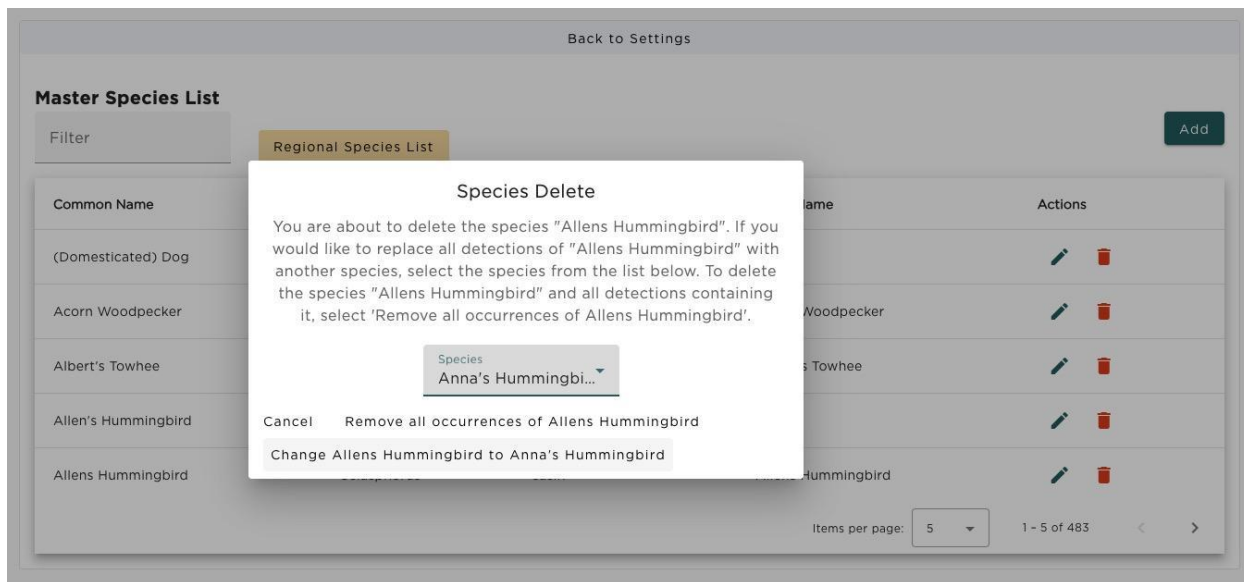 Back to Settings
Master Species List
Filter
Regional Species List
Add
Common Name
Actions
(Domesticated) Dog
Acorn Woodpecker
Woodpecker
Albert's Towhee
Towhee
Allen's Hummingbird
Allens Hummingbird
Hummingbird
Species Delete
You are about to delete the species "Allens Hummingbird". If you
would like to replace all detections of "Allens Hummingbird" with
another species, select the species from the list below. To delete
the species "Allens Hummingbird" and all detections containing
it, select 'Remove all occurrences of Allens Hummingbird'.
Species
Anna's Hummingbi...
Cancel Remove all occurrences of Allens Hummingbird
Change Allens Hummingbird to Anna's Hummingbird
Items per page: 5 1 – 5 of 483